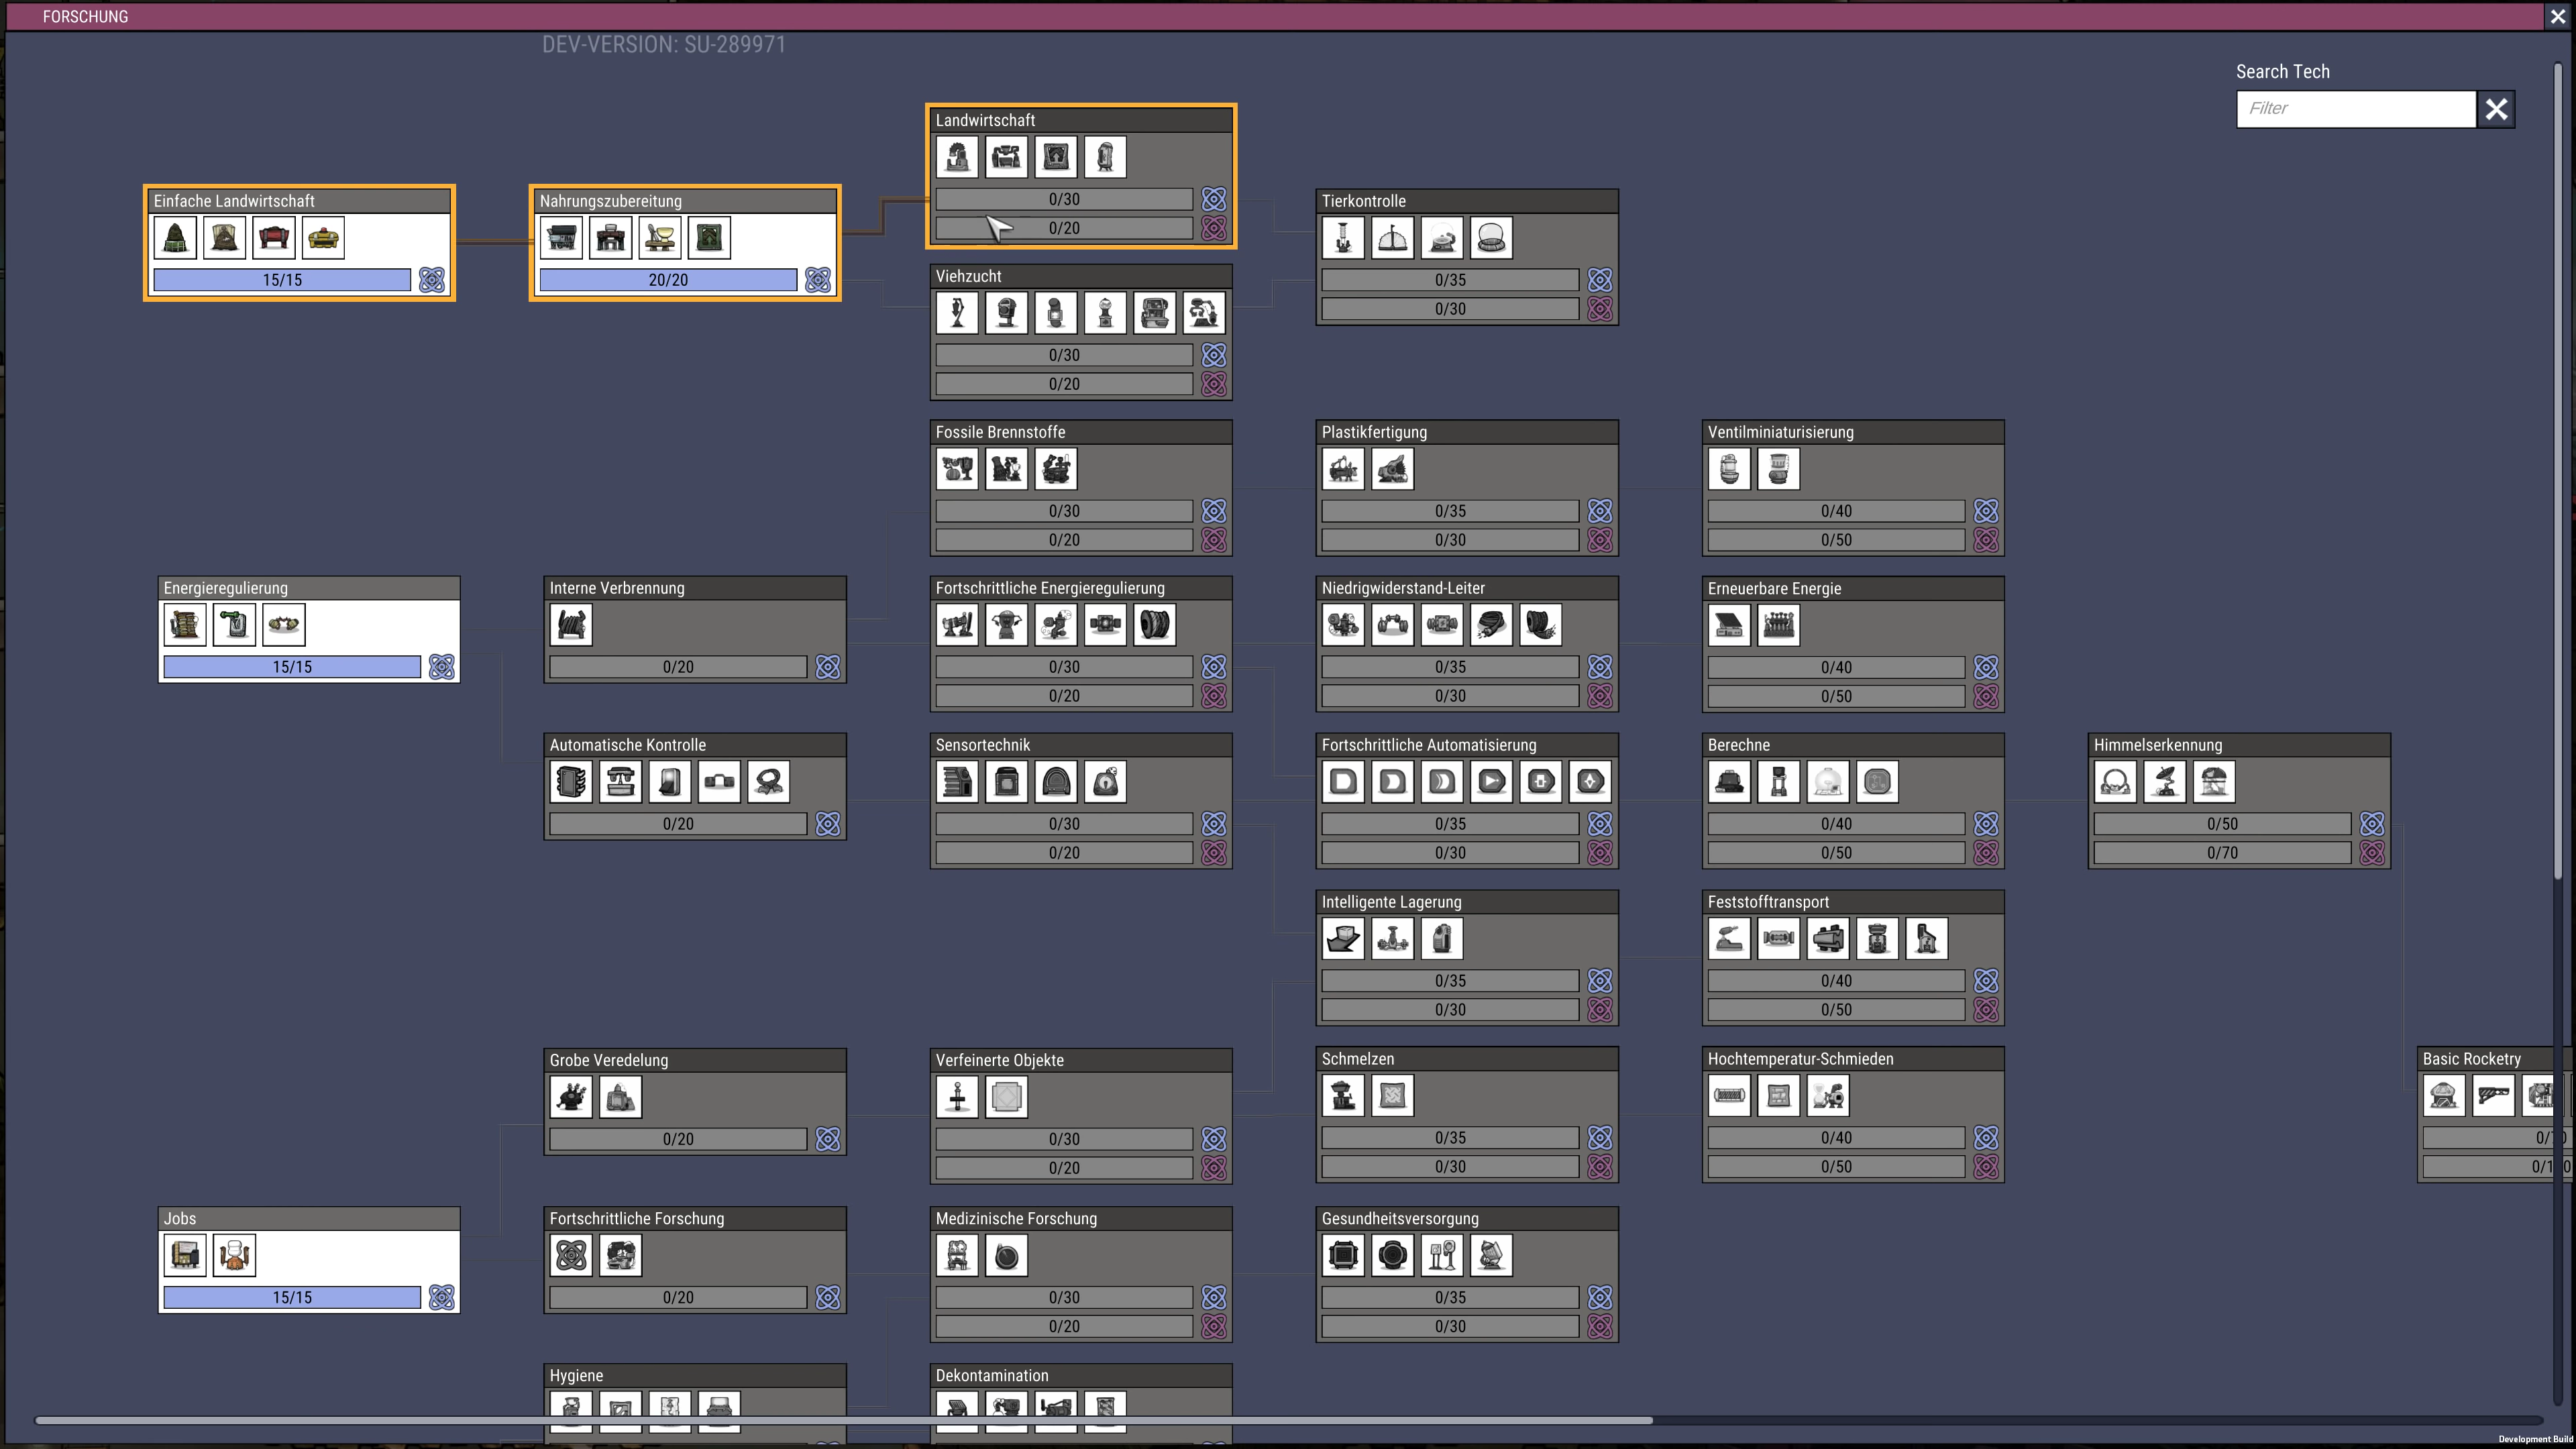 FORSCHUNG
DEV-VERSION: SU-289971
Search Tech
Filter
Landwirtschaft
0/30
0/20
Einfache Landwirtschaft
15/15
Nahrungszubereitung
20/20
Tierkontrolle
0/35
0/30
Viehzucht
0/30
0/20
Fossile Brennstoffe
0/30
0/20
Plastikfertigung
0/35
0/30
Ventilminiaturisierung
0/40
0/50
Energieregulierung
15/15
Interne Verbrennung
0/20
Fortschrittliche Energieregulierung
0/30
0/20
Niedrigwiderstand-Leiter
0/35
0/30
Erneuerbare Energie
0/40
0/50
Automatische Kontrolle
0/20
Sensortechnik
0/30
0/20
Fortschrittliche Automatisierung
0/35
0/30
Berechne
0/40
0/50
Himmelserkennung
0/50
0/70
Intelligente Lagerung
0/35
0/30
Feststofftransport
0/40
0/50
Grobe Veredelung
0/20
Verfeinerte Objekte
0/30
0/20
Schmelzen
0/35
0/30
Hochtemperatur-Schmieden
0/40
0/50
Basic Rocketry
Jobs
15/15
Fortschrittliche Forschung
0/20
Medizinische Forschung
0/30
0/20
Gesundheitsversorgung
0/35
0/30
Hygiene
Dekontamination
Development Build